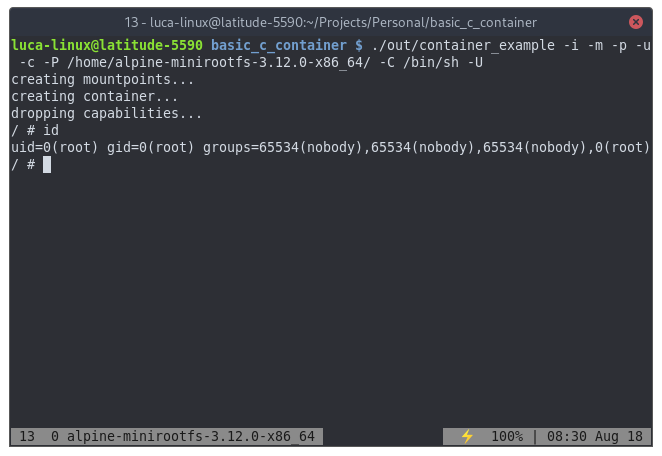 13 - luca-linux@latitude-5590:~/Projects/Personal/basic_c_container
luca-linux@latitude-5590 basic_c_container $ ./out/container_example -i -m -p -u
-c -P /home/alpine-minirootfs-3.12.0-x86_64/ -C /bin/sh -U
creating mountpoints...
creating container...
dropping capabilities...
/ # id
uid=0(root) gid=0(root) groups=65534(nobody),65534(nobody),65534(nobody),0(root)
/ #
13 0 alpine-minirootfs-3.12.0-x86_64 ⚡ 100% | 08:30 Aug 18